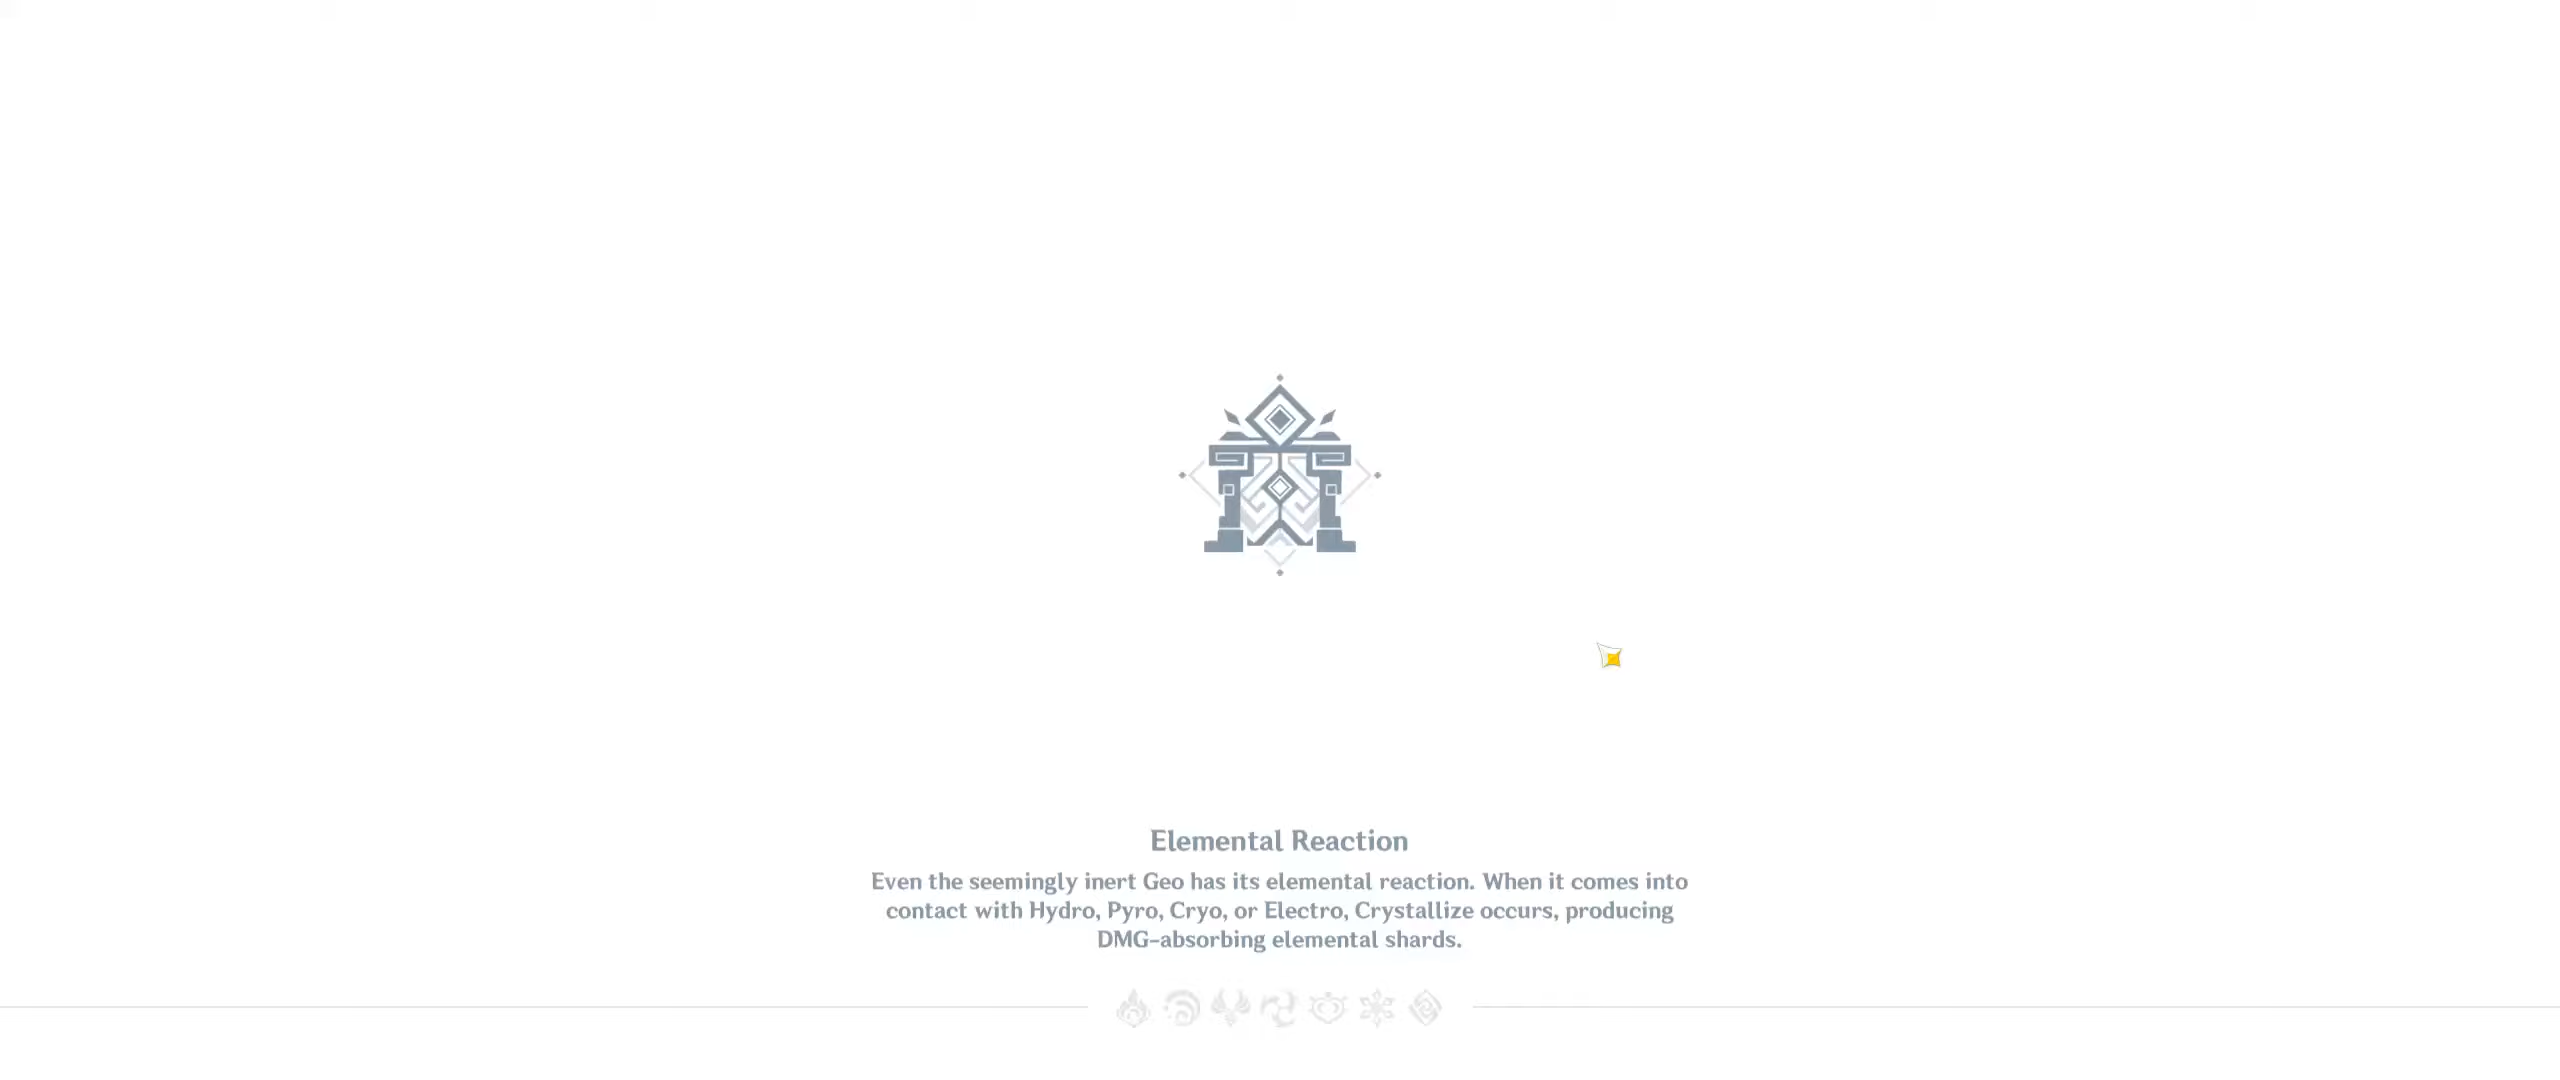 Elemental Reaction
Even the seemingly inert Geo has its elemental reaction. When it comes into
contact with Hydro, Pyro, Cryo, or Electro, Crystallize occurs, producing
DMG-absorbing elemental shards.